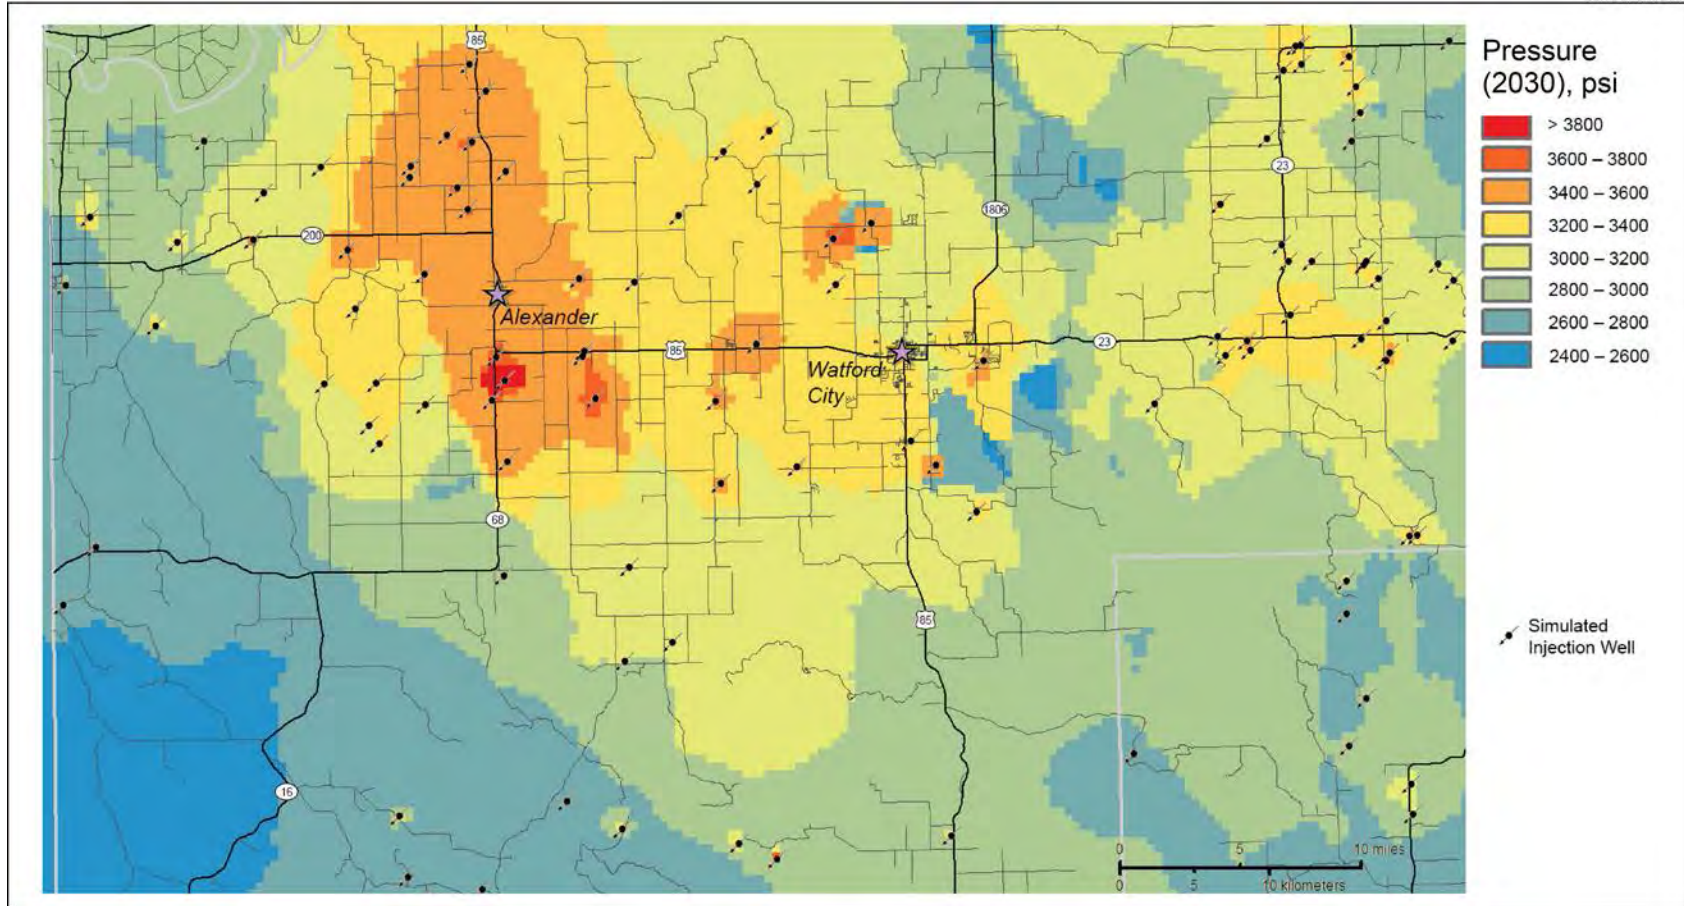 Pressure
(2030), psi
> 3800
3600 – 3800
3400 – 3600
3200 – 3400
3000 – 3200
2800 – 3000
2600 – 2800
2400 – 2600
Simulated
Injection Well
85
23
1806
200
Alexander
85
23
Watford
City
68
85
16
0 5 10 miles
0 5 10 kilometers